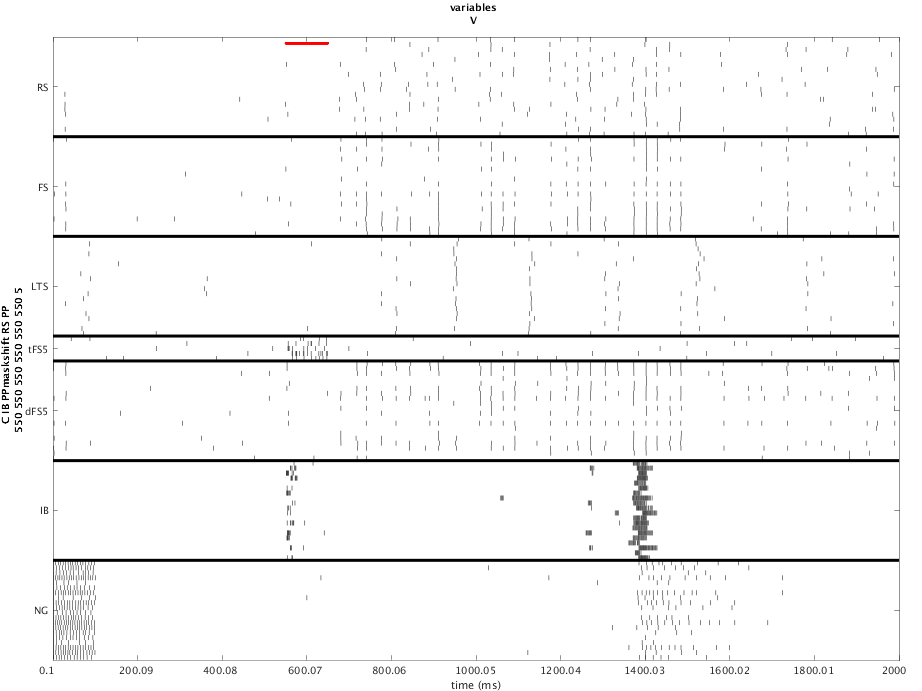 variables
V
RS
FS
LTS
tFS5
dFS5
IB
NG
C IB PPmaskshift RS PP
550 550 550 550 5
0.1 200.09 400.08 600.07 800.06 1000.05 1200.04 1400.03 1600.02 1800.01 2000
time (ms)